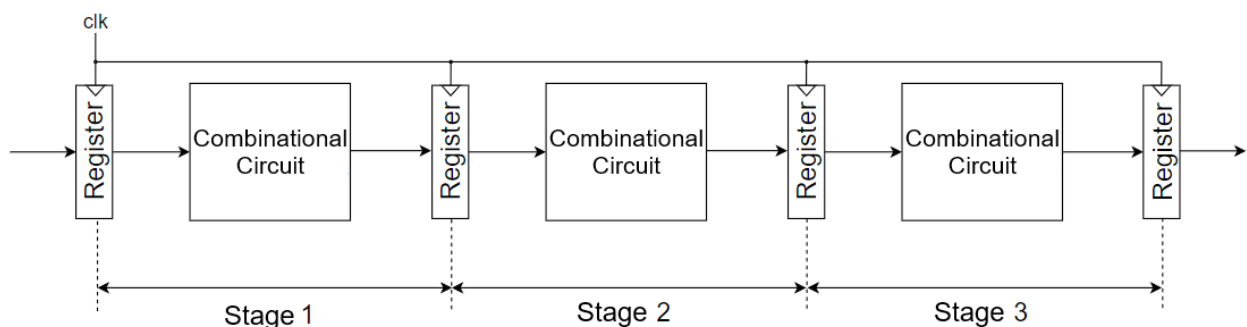 clk
Register
Combinational
Circuit
Register
Combinational
Circuit
Register
Combinational
Circuit
Register
Stage 1
Stage 2
Stage 3